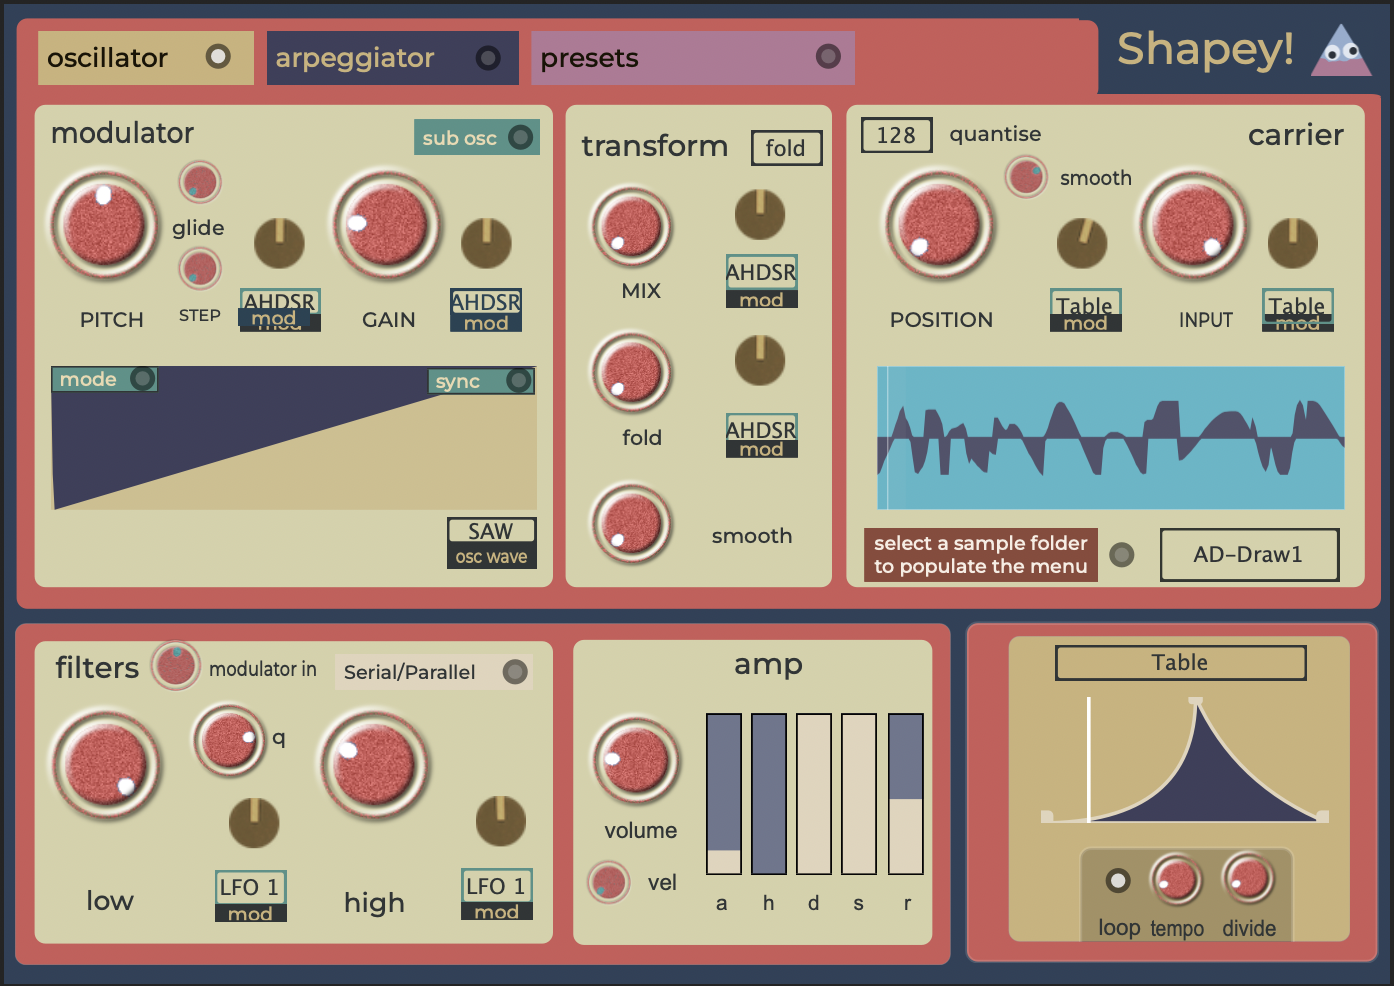 oscillator
arpeggiator
presets
Shapey!
modulator
sub osc
glide
STEP
PITCH
AHDSR
mod
mod
GAIN
AHDSR
mod
mode
sync
SAW
osc wave
transform
fold
MIX
AHDSR
mod
fold
AHDSR
mod
smooth
128
quantise
carrier
smooth
POSITION
Table
mod
INPUT
Table
mod
select a sample folder
to populate the menu
AD-Draw1
filters
modulator in
Serial/Parallel
q
low
LFO 1
mod
high
LFO 1
mod
amp
volume
vel
a h d s r
Table
loop tempo divide